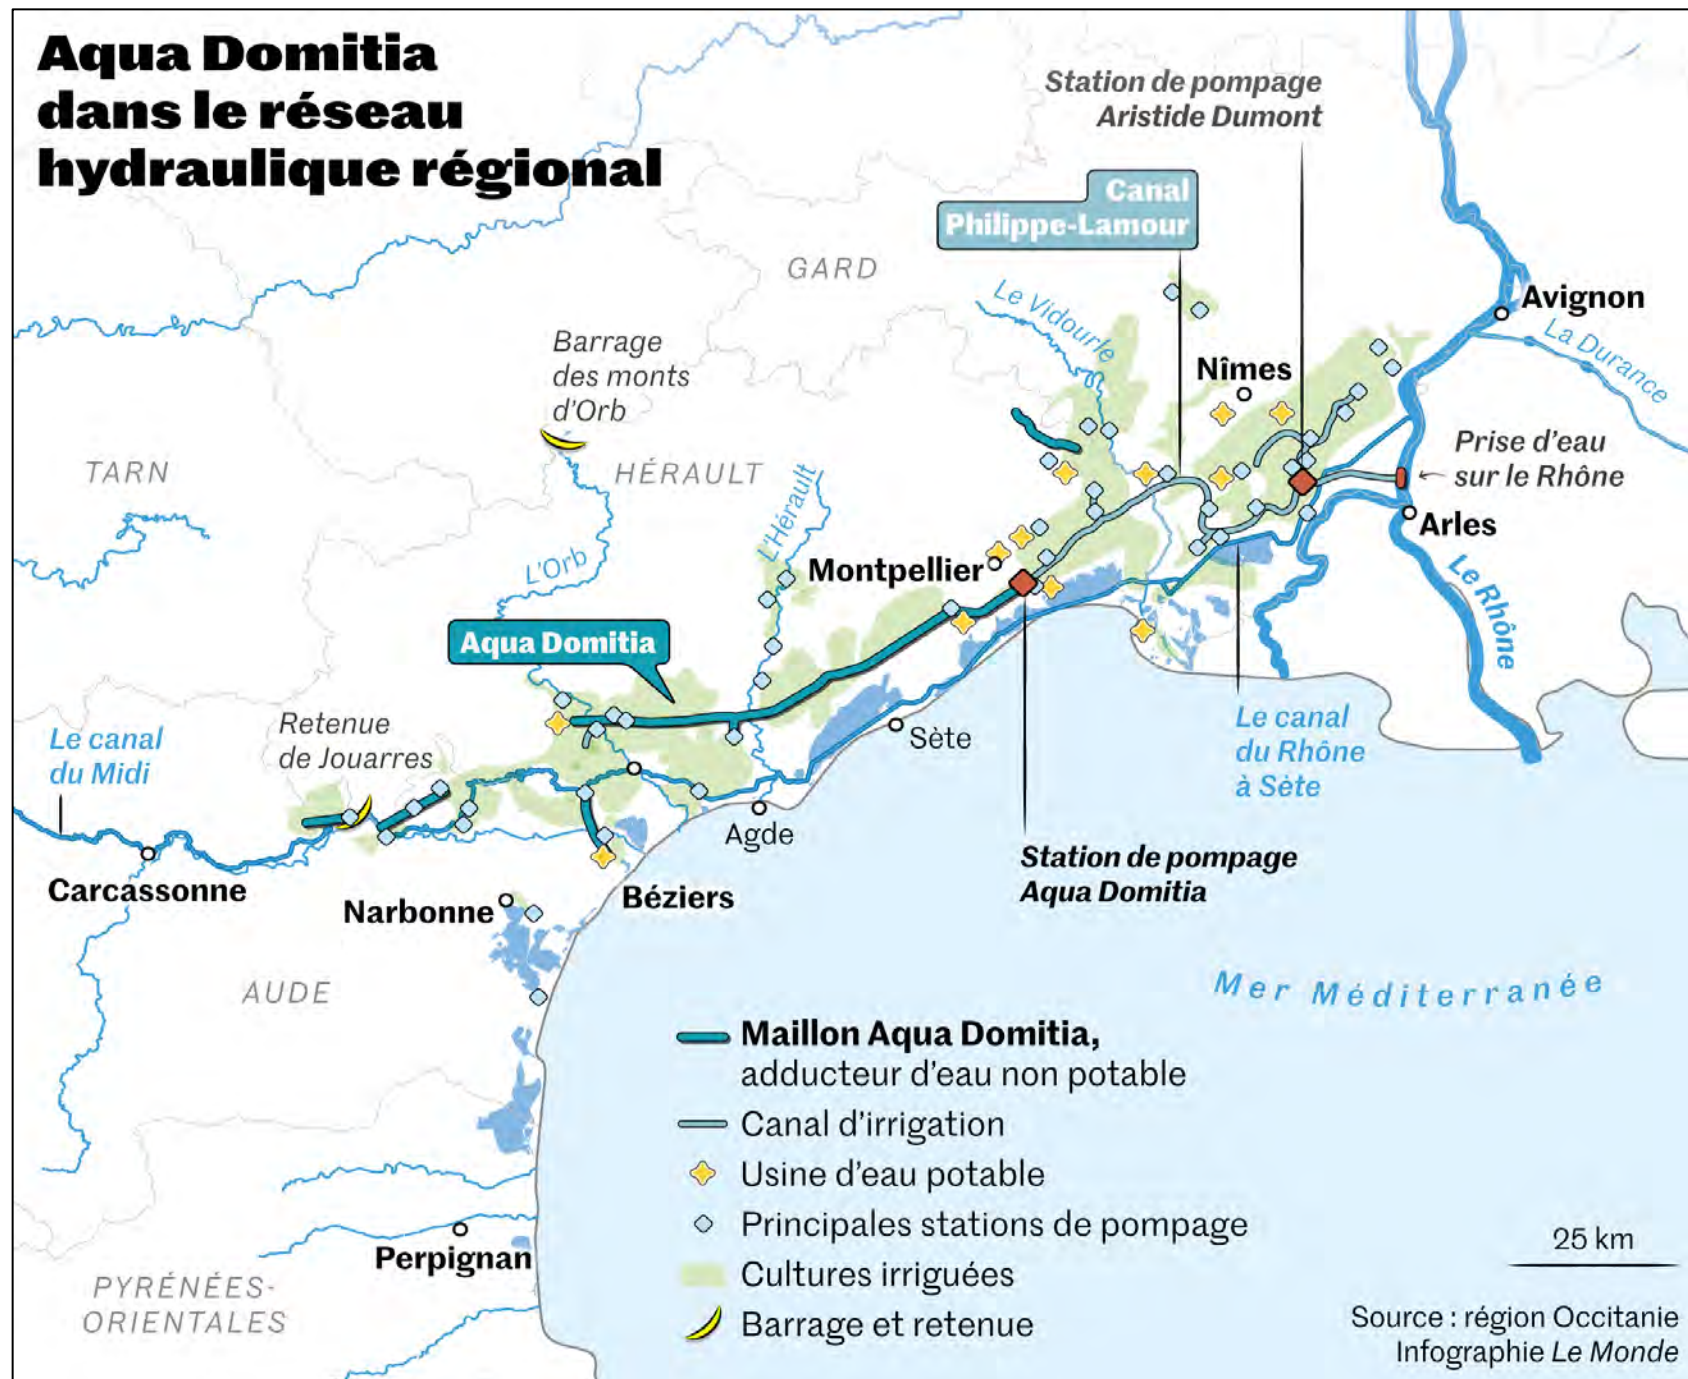 Aqua Domitia
dans le réseau
hydraulique régional
Station de pompage
Aristide Dumont
Canal
Philippe-Lamour
GARD
Le Vidourle
Avignon
La Durance
Nîmes
Barrage
des monts
d'Orb
Prise d'eau
sur le Rhône
TARN
HÉRAULT
L'Hérault
Arles
L'Orb
Montpellier
Le Rhône
Aqua Domitia
Retenue
de Jouarres
Le canal
du Midi
Sète
Le canal
du Rhône
à Sète
Agde
Station de pompage
Aqua Domitia
Carcassonne
Narbonne
Béziers
AUDE
Mer Méditerranée
Maillon Aqua Domitia,
adducteur d'eau non potable
Canal d'irrigation
Usine d'eau potable
Principales stations de pompage
Cultures irriguées
Barrage et retenue
Perpignan
PYRÉNÉES-
ORIENTALES
25 km
Source : région Occitanie
Infographie Le Monde